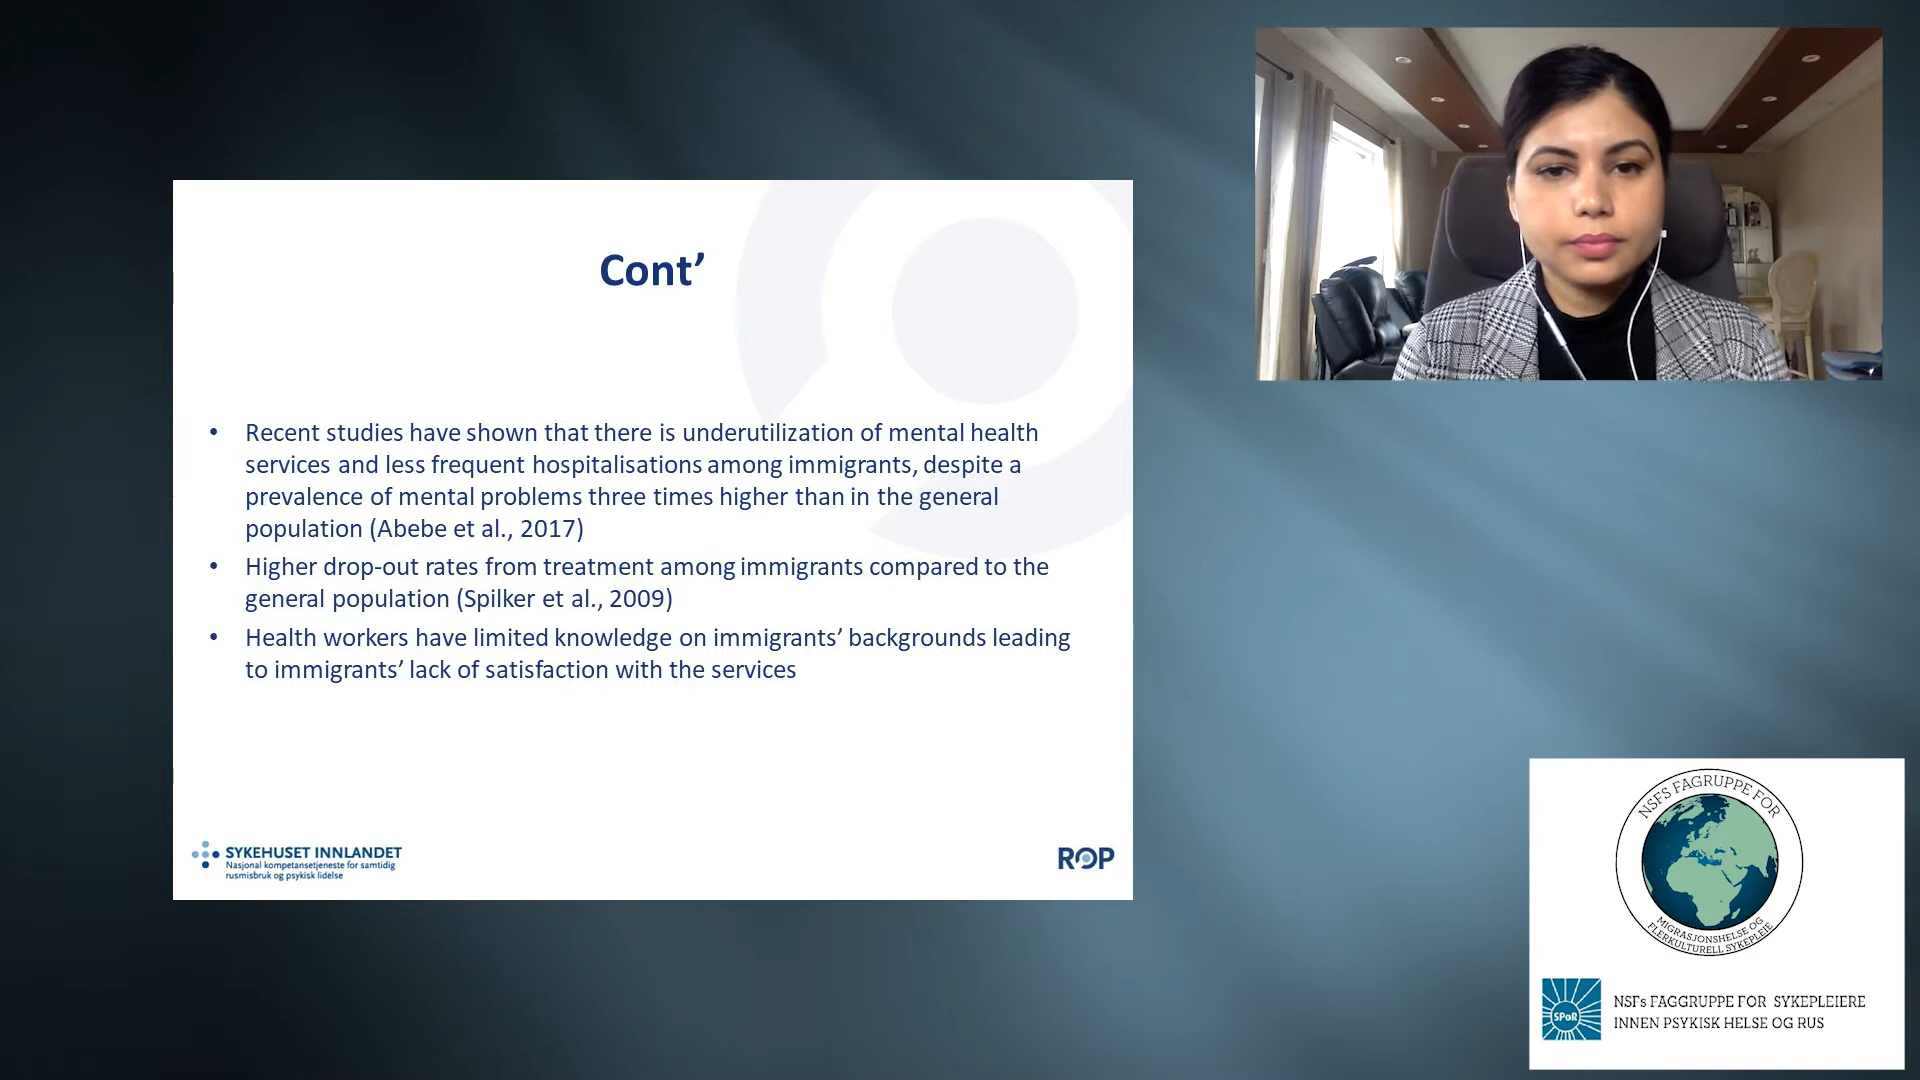 Cont’
• Recent studies have shown that there is underutilization of mental health
services and less frequent hospitalisations among immigrants, despite a
prevalence of mental problems three times higher than in the general
population (Abebe et al., 2017)
• Higher drop-out rates from treatment among immigrants compared to the
general population (Spilker et al., 2009)
• Health workers have limited knowledge on immigrants’ backgrounds leading
to immigrants’ lack of satisfaction with the services
SYKEHUSET INNLANDET
Nasjonal kompetansetjeneste for samtidig
rusmisbruk og psykisk lidelse
ROP
NSFS FAGRUPPE FOR
MIGRASJONSHELSE OG
FLERKULTURELL SYKEPLEIE
SPoR
NSFs FAGGRUPPE FOR SYKEPLEIERE
INNEN PSYKISK HELSE OG RUS